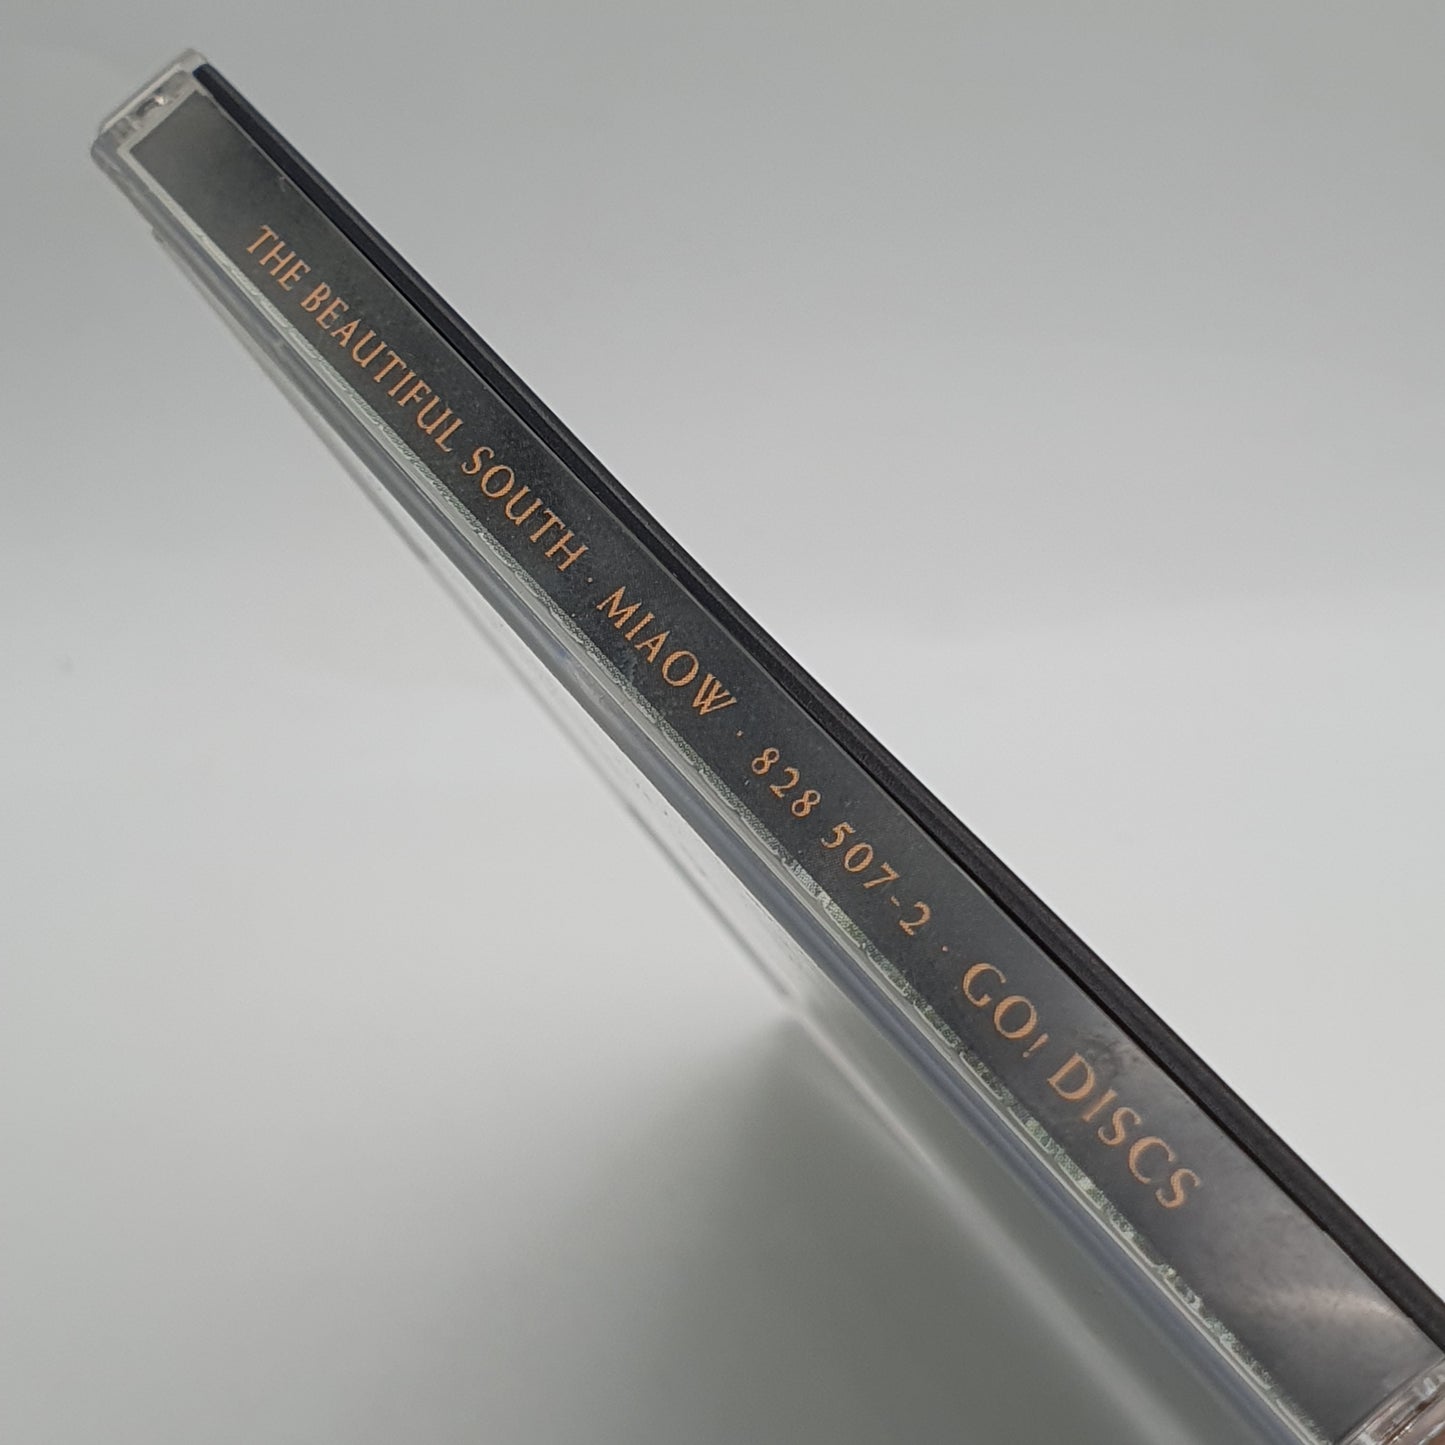 THE BEAUTIFUL SOUTH · MIAOW · 828 507-2 · GO! DISCS